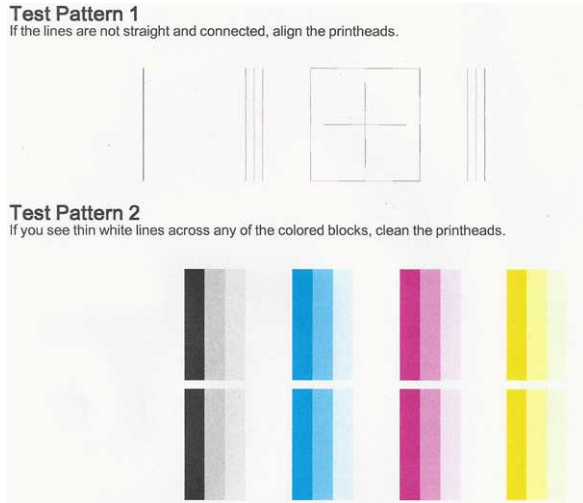 Test Pattern 1
If the lines are not straight and connected, align the printheads.
Test Pattern 2
If you see thin white lines across any of the colored blocks, clean the printheads.